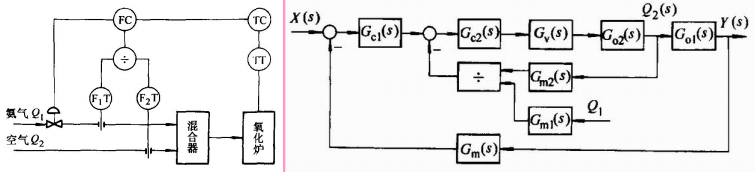 FC
TC
÷
TT
F₁T
F₂T
氨气 Q₁
空气 Q₂
混合器
氧化炉
X(s)
G_c1(s)
G_c2(s)
G_v(s)
G_o2(s)
Q₂(s)
G_o1(s)
Y(s)
−
−
÷
G_m2(s)
G_m1(s)
Q₁
G_m(s)